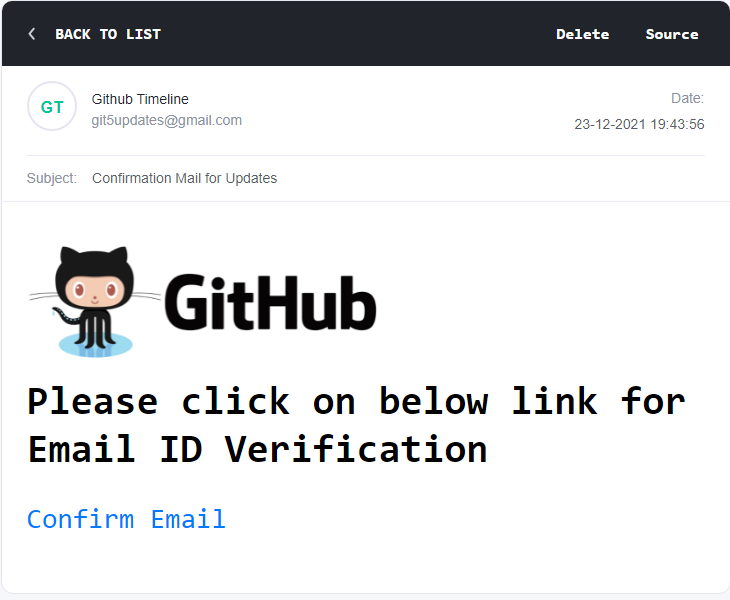 BACK TO LIST Delete Source
GT
Github Timeline Date:
git5updates@gmail.com 23-12-2021 19:43:56
Subject: Confirmation Mail for Updates
GitHub
Please click on below link for
Email ID Verification
Confirm Email